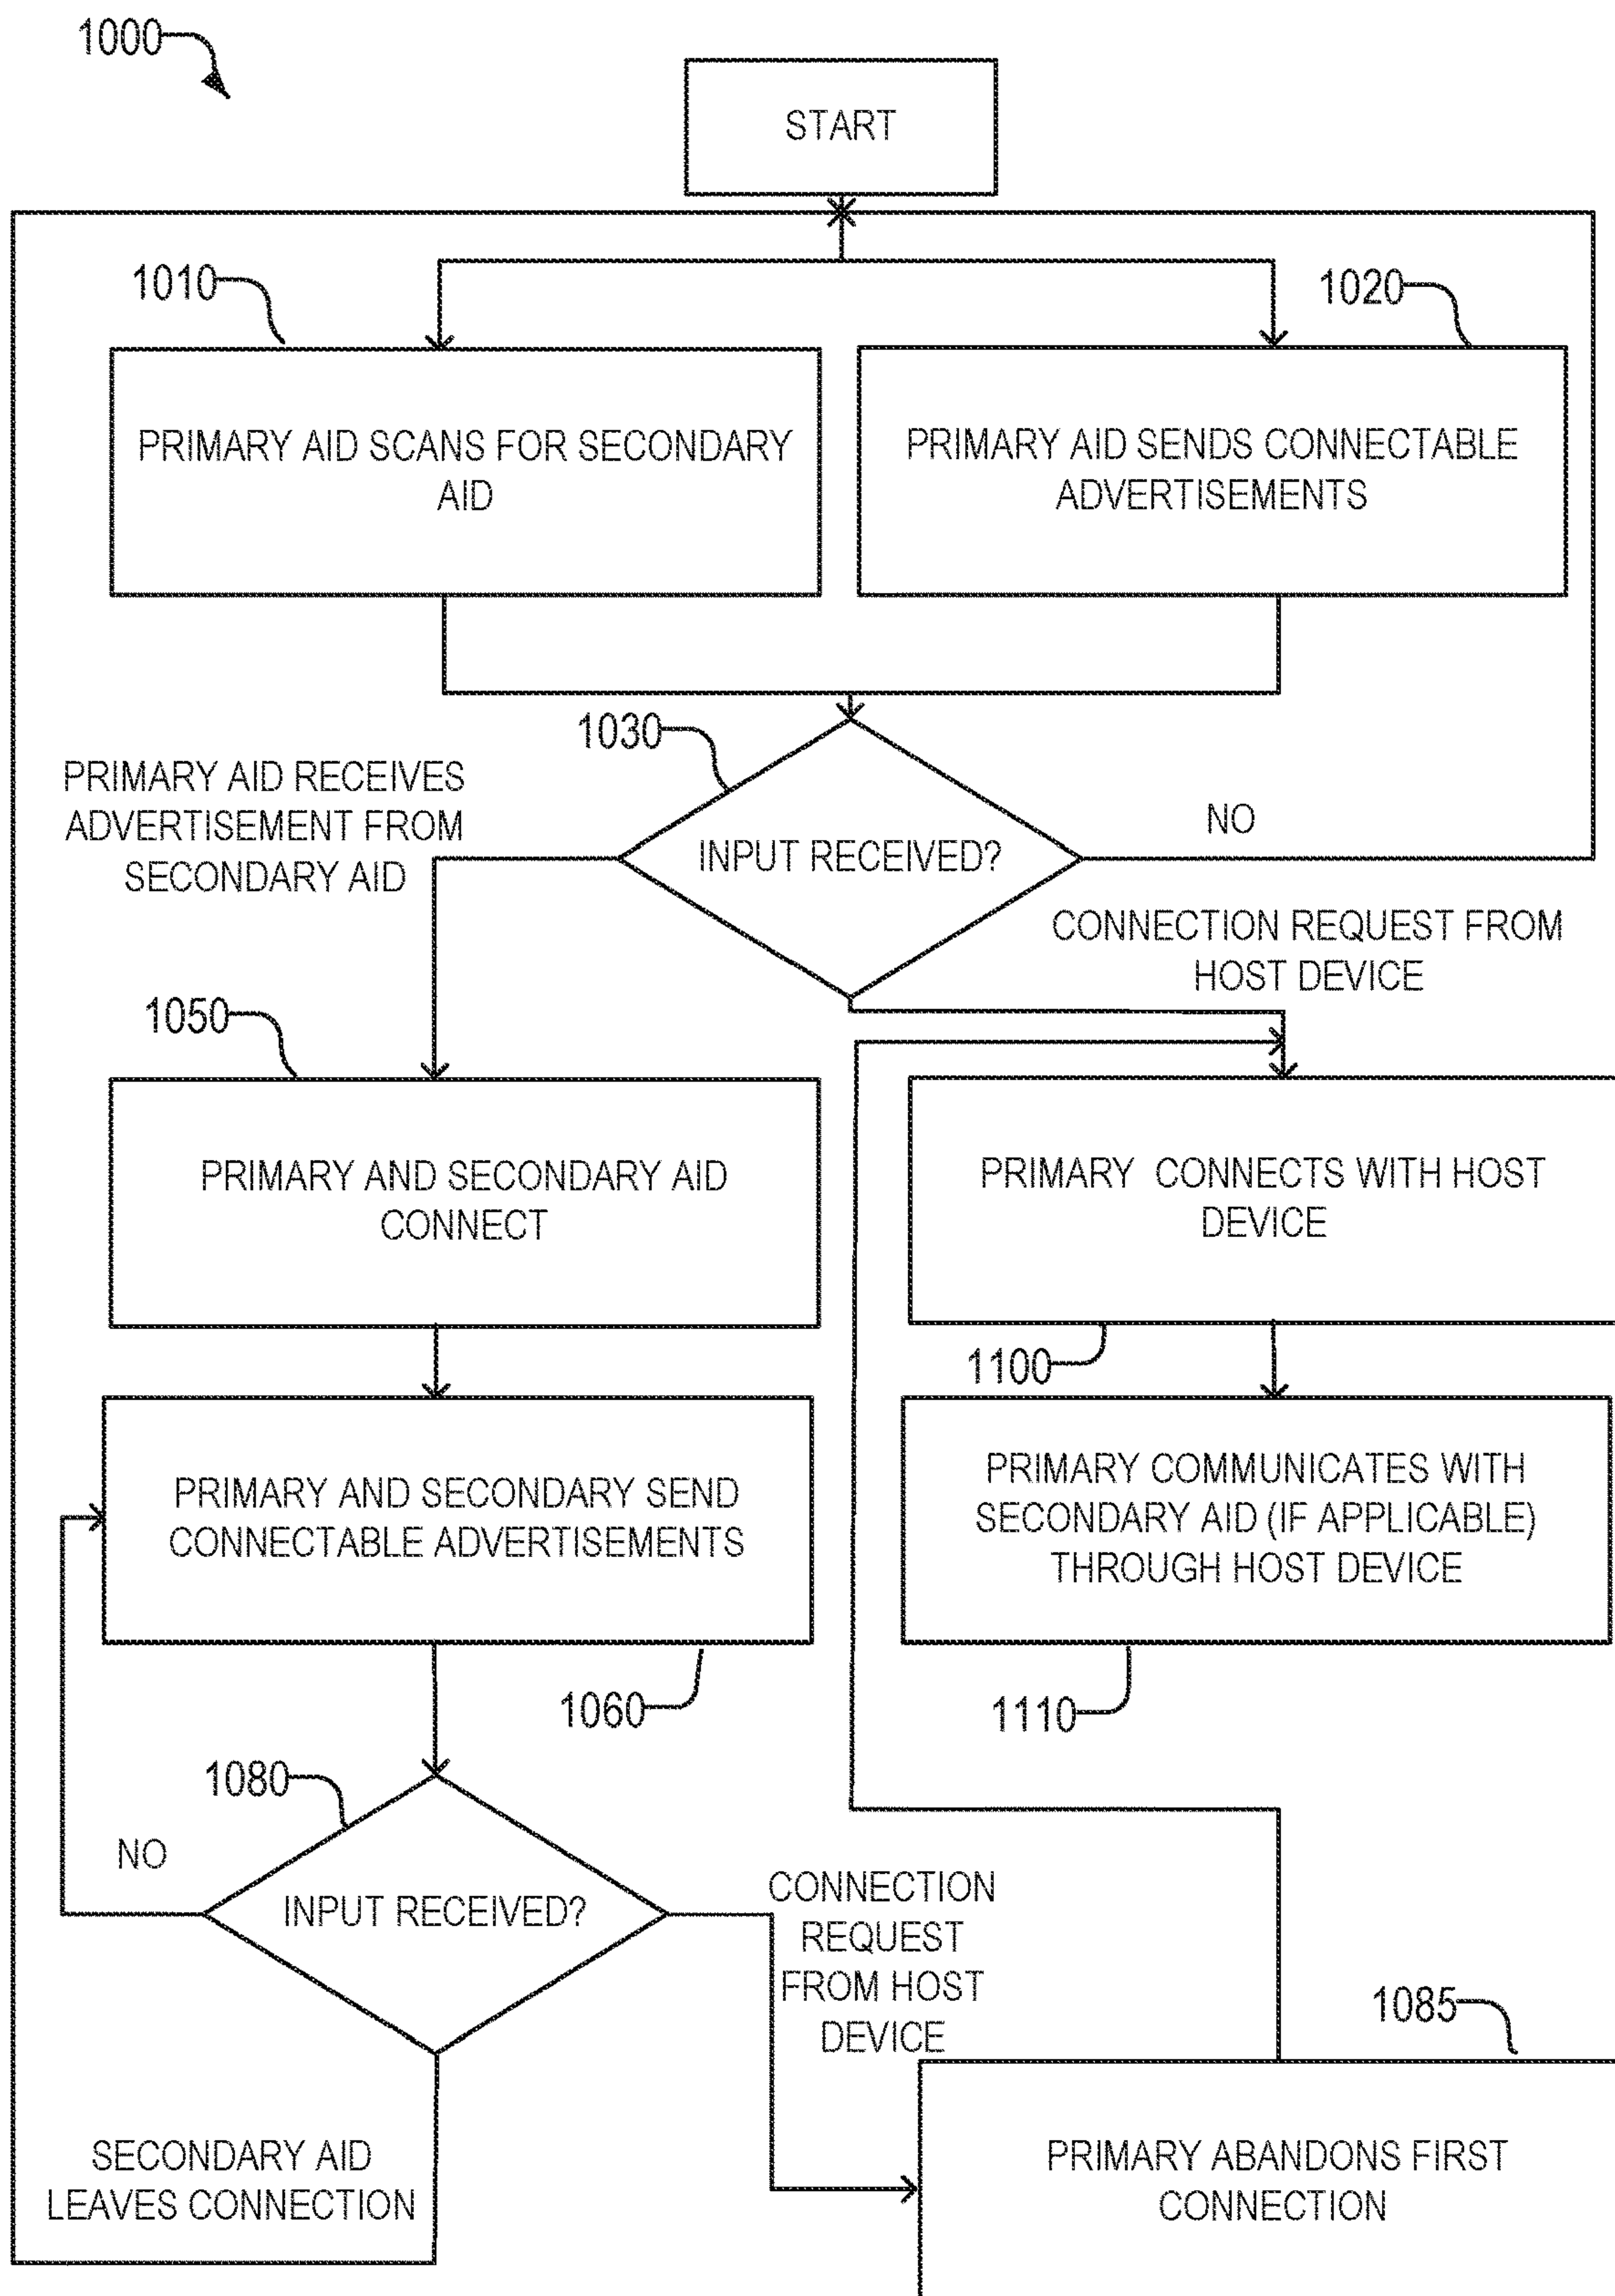 1000
START
1010
1020
PRIMARY AID SCANS FOR SECONDARY
AID
PRIMARY AID SENDS CONNECTABLE
ADVERTISEMENTS
1030
PRIMARY AID RECEIVES
ADVERTISEMENT FROM
SECONDARY AID
INPUT RECEIVED?
NO
CONNECTION REQUEST FROM
HOST DEVICE
1050
PRIMARY AND SECONDARY AID
CONNECT
PRIMARY CONNECTS WITH HOST
DEVICE
1100
PRIMARY AND SECONDARY SEND
CONNECTABLE ADVERTISEMENTS
PRIMARY COMMUNICATES WITH
SECONDARY AID (IF APPLICABLE)
THROUGH HOST DEVICE
1060
1110
1080
NO
INPUT RECEIVED?
CONNECTION
REQUEST
FROM HOST
DEVICE
1085
SECONDARY AID
LEAVES CONNECTION
PRIMARY ABANDONS FIRST
CONNECTION